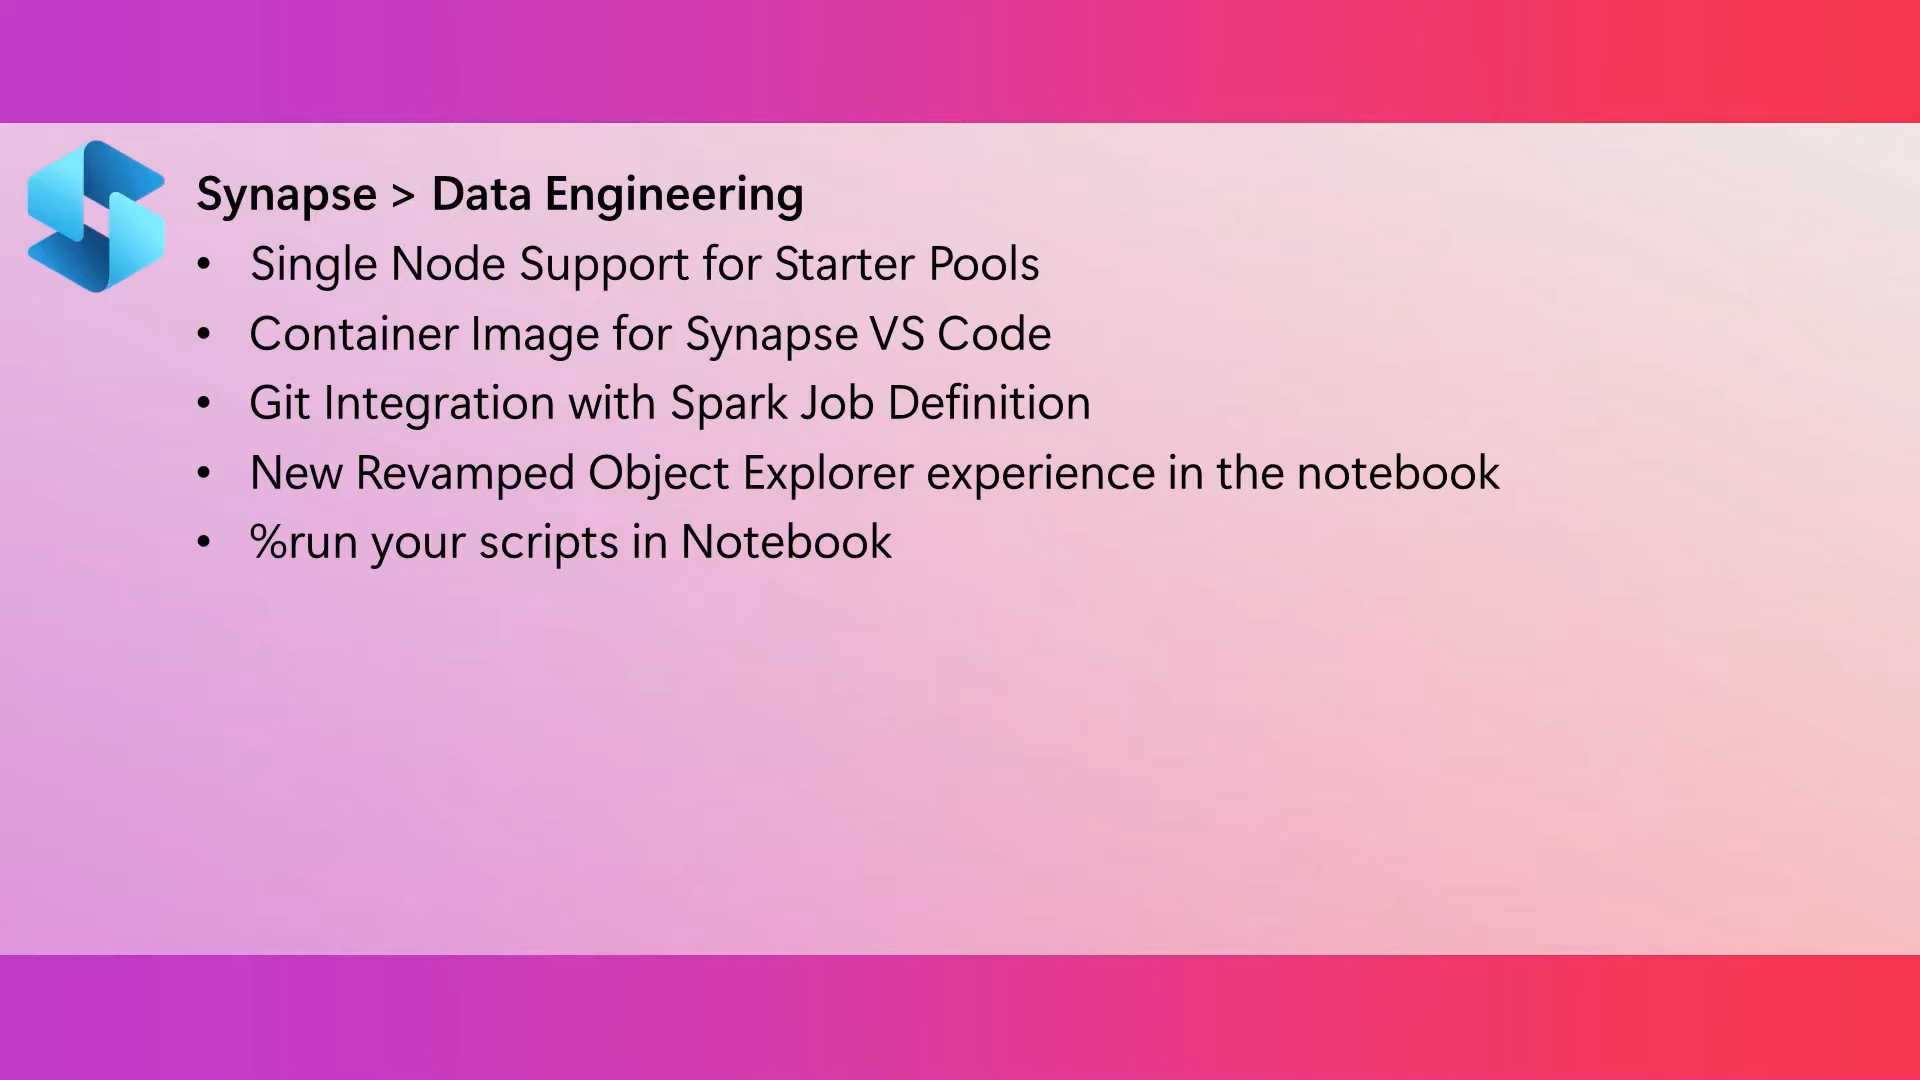 Synapse > Data Engineering
• Single Node Support for Starter Pools
• Container Image for Synapse VS Code
• Git Integration with Spark Job Definition
• New Revamped Object Explorer experience in the notebook
• %run your scripts in Notebook